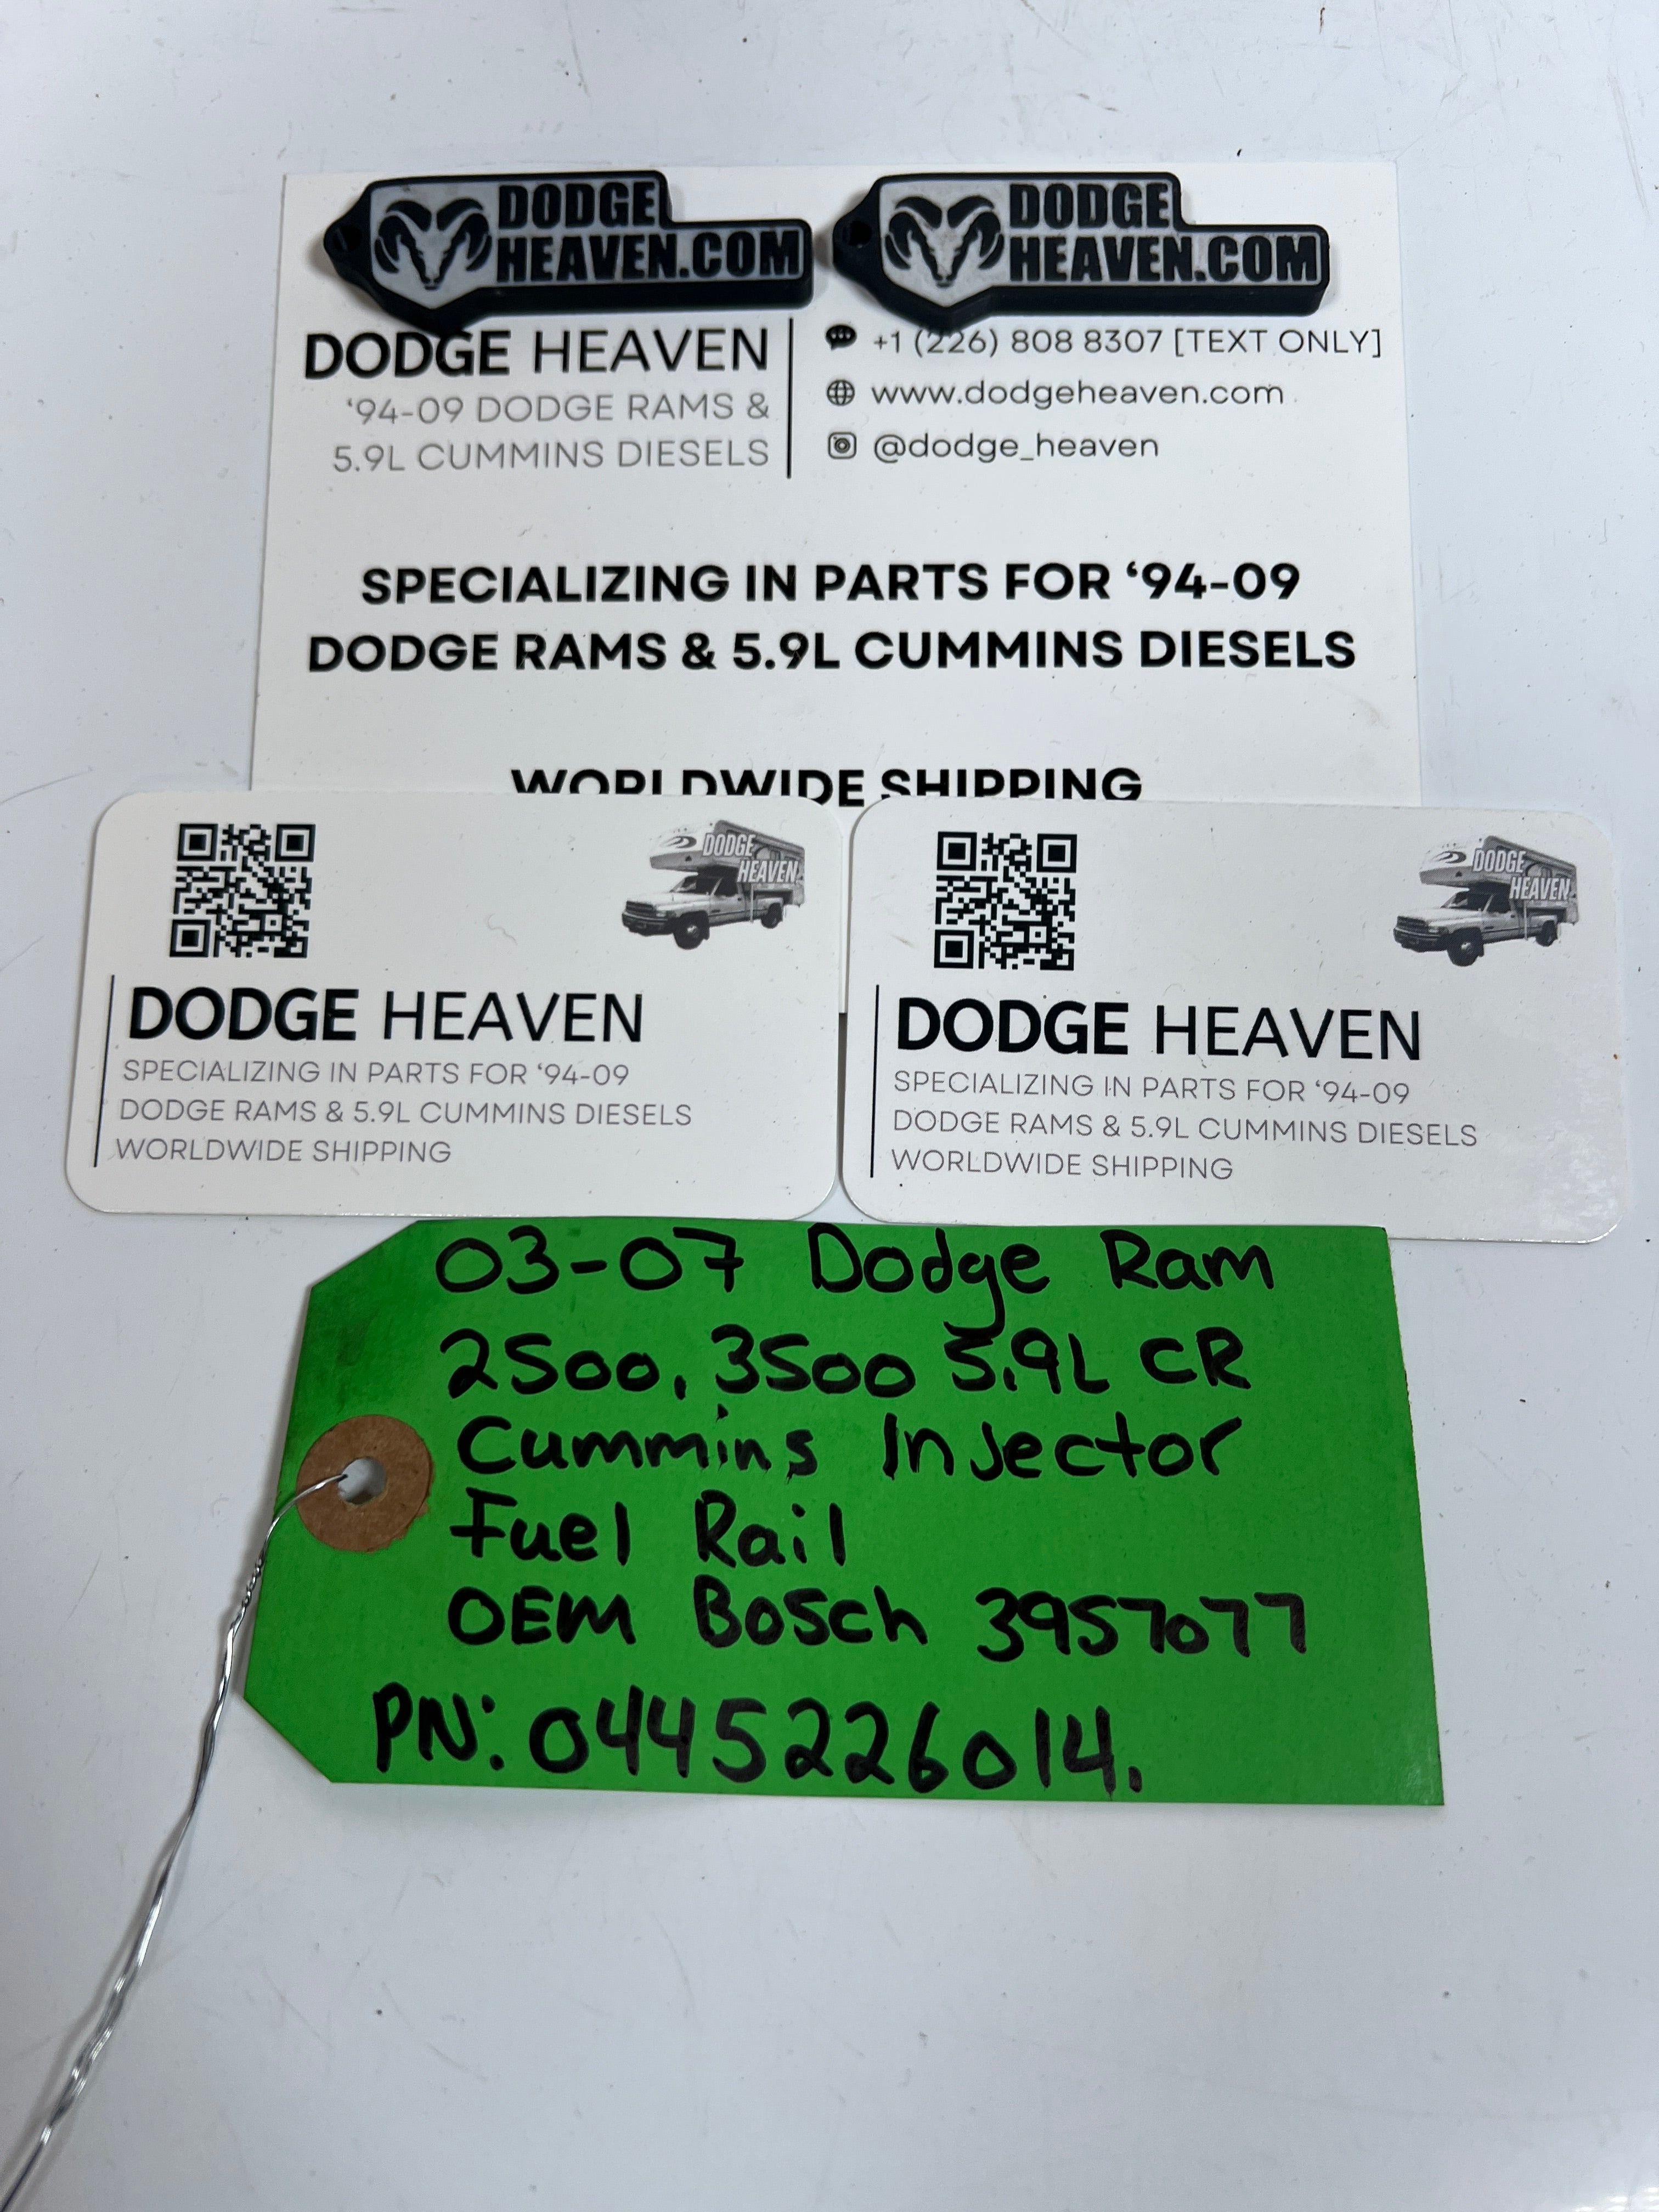 DODGE
HEAVEN.COM
DODGE
HEAVEN.COM
DODGE HEAVEN
‘94-09 DODGE RAMS &
5.9L CUMMINS DIESELS
+1 (226) 808 8307 [TEXT ONLY]
www.dodgeheaven.com
@dodge_heaven
SPECIALIZING IN PARTS FOR ‘94-09
DODGE RAMS & 5.9L CUMMINS DIESELS
WORLDWIDE SHIPPING
DODGE
HEAVEN
DODGE HEAVEN
SPECIALIZING IN PARTS FOR ‘94-09
DODGE RAMS & 5.9L CUMMINS DIESELS
WORLDWIDE SHIPPING
DODGE
HEAVEN
DODGE HEAVEN
SPECIALIZING IN PARTS FOR ‘94-09
DODGE RAMS & 5.9L CUMMINS DIESELS
WORLDWIDE SHIPPING
03-07 Dodge Ram
2500, 3500 5.9L CR
Cummins Injector
Fuel Rail
OEM Bosch 3957077
PN: 0445226014.